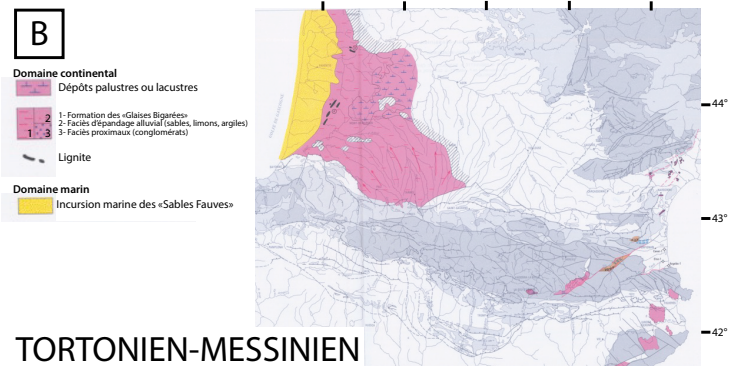 B
Domaine continental
Dépôts palustres ou lacustres
1- Formation des «Glaises Bigarées»
2- Faciès d'épandage alluvial (sables, limons, argiles)
3- Faciès proximaux (conglomérats)
2
1 3
Lignite
Domaine marin
Incursion marine des «Sables Fauves»
44°
43°
42°
TORTONIEN-MESSINIEN